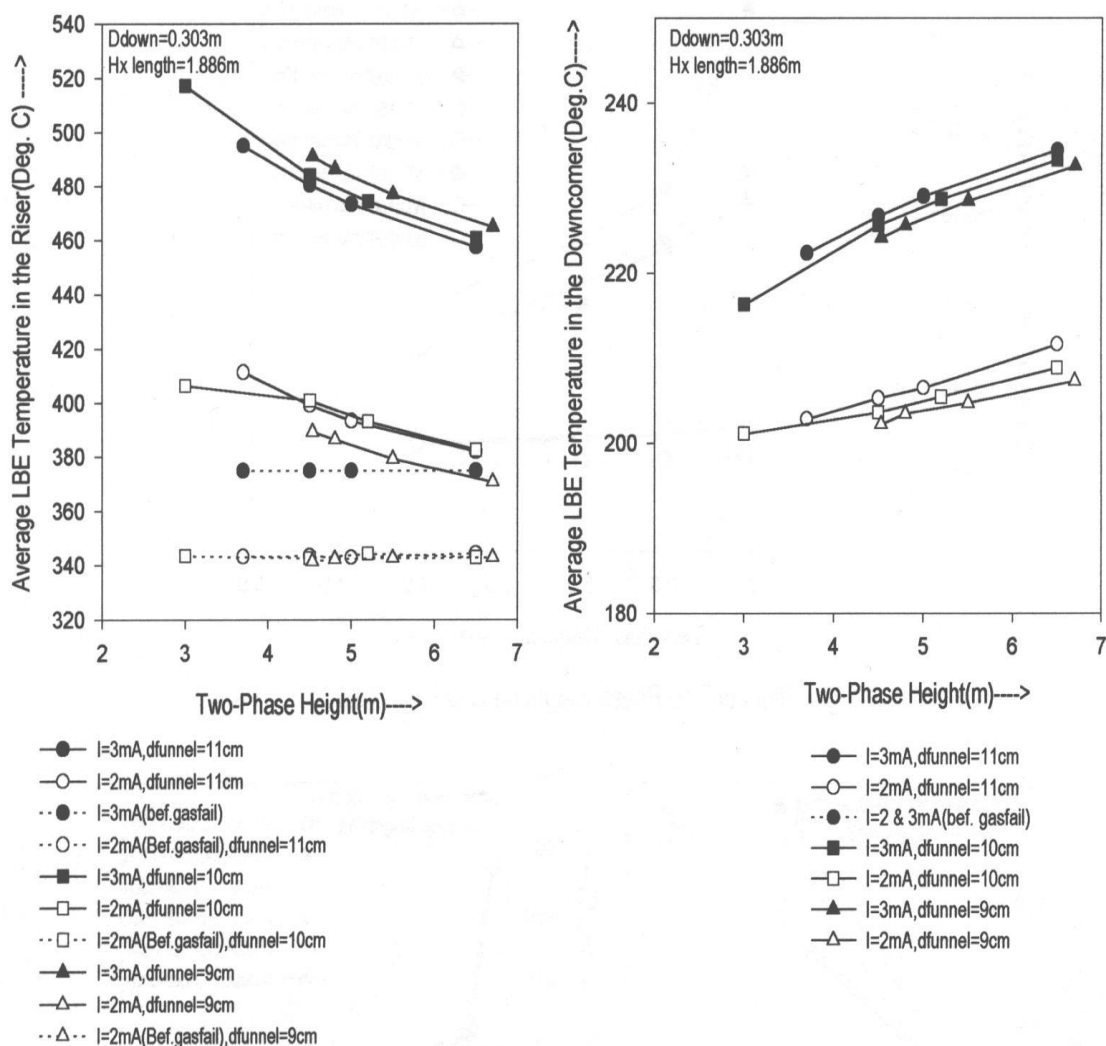 Average LBE Temperature in the Riser(Deg. C) ---->
540
520
500
480
460
440
420
400
380
360
340
320
Ddown=0.303m
Hx length=1.886m
2
3
4
5
6
7
Two-Phase Height(m)---->
I=3mA,dfunnel=11cm
I=2mA,dfunnel=11cm
I=3mA(bef.gasfail)
I=2mA(Bef.gasfail),dfunnel=11cm
I=3mA,dfunnel=10cm
I=2mA,dfunnel=10cm
I=2mA(Bef.gasfail),dfunnel=10cm
I=3mA,dfunnel=9cm
I=2mA,dfunnel=9cm
I=2mA(Bef.gasfail),dfunnel=9cm
Average LBE Temperature in the Downcomer(Deg.C)---->
240
220
200
180
Ddown=0.303m
Hx length=1.886m
2
3
4
5
6
7
Two-Phase Height(m)---->
I=3mA,dfunnel=11cm
I=2mA,dfunnel=11cm
I=2 & 3mA(bef. gasfail)
I=3mA,dfunnel=10cm
I=2mA,dfunnel=10cm
I=3mA,dfunnel=9cm
I=2mA,dfunnel=9cm